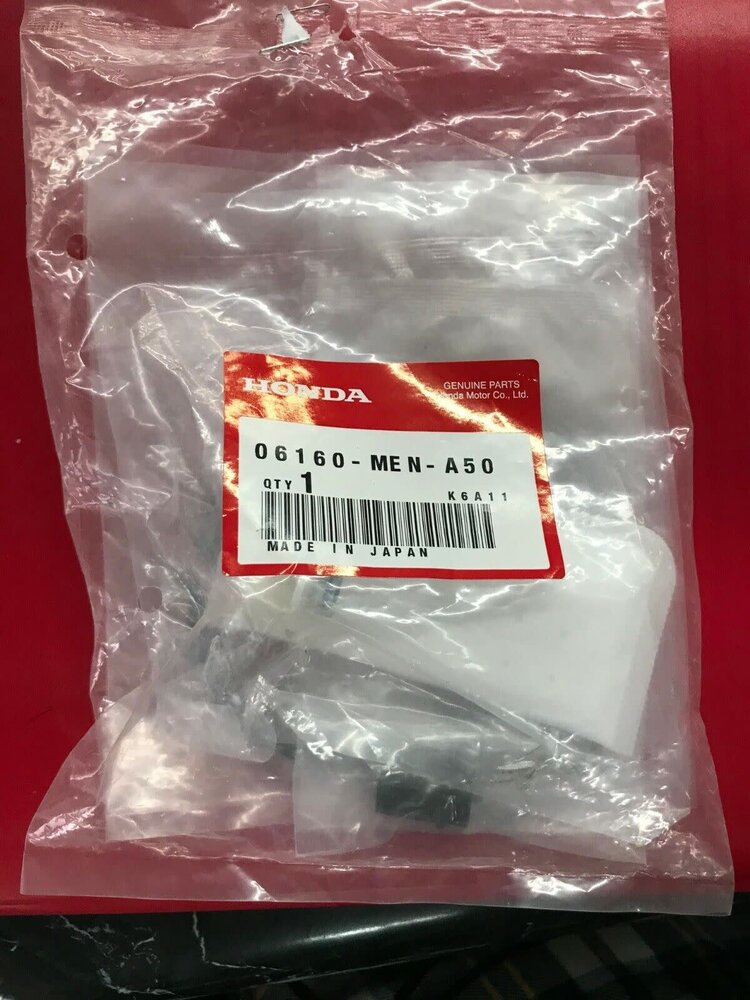 HONDA
GENUINE PARTS
Honda Motor Co., Ltd.
06160-MEN-A50
QTY 1
K6A11
MADE IN JAPAN